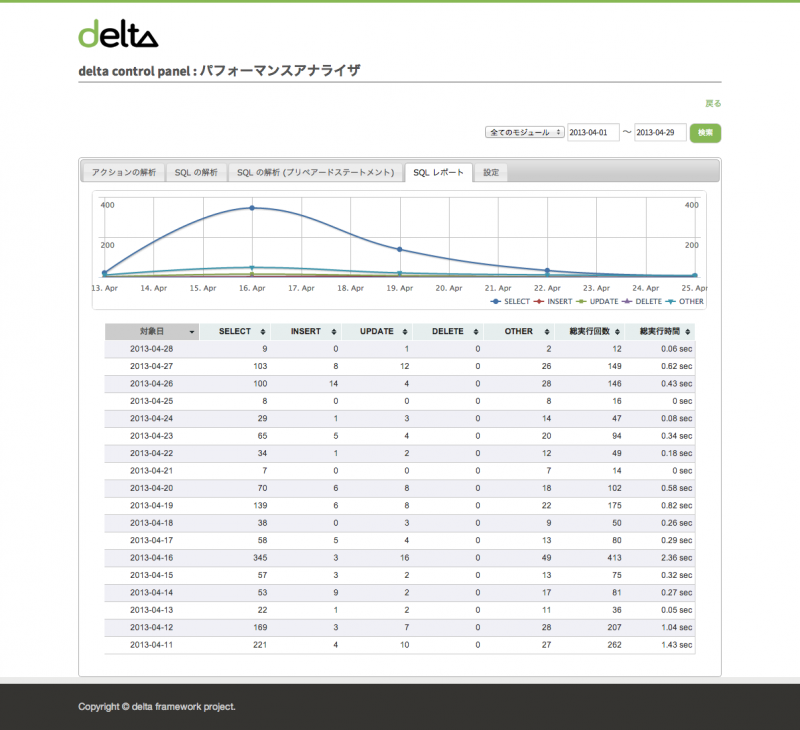 delta
delta control panel : パフォーマンスアナライザ
戻る
全てのモジュール 2013-04-01 ～ 2013-04-29 検索
アクションの解析 SQL の解析 SQL の解析 (プリペアードステートメント) SQL レポート 設定
400 400
200 200
13. Apr 14. Apr 15. Apr 16. Apr 17. Apr 18. Apr 19. Apr 20. Apr 21. Apr 22. Apr 23. Apr 24. Apr 25. Apr
SELECT INSERT UPDATE DELETE OTHER
対象日 SELECT INSERT UPDATE DELETE OTHER 総実行回数 総実行時間
2013-04-28 9 0 1 0 2 12 0.06 sec
2013-04-27 103 8 12 0 26 149 0.62 sec
2013-04-26 100 14 4 0 28 146 0.43 sec
2013-04-25 8 0 0 0 8 16 0 sec
2013-04-24 29 1 3 0 14 47 0.08 sec
2013-04-23 65 5 4 0 20 94 0.34 sec
2013-04-22 34 1 2 0 12 49 0.18 sec
2013-04-21 7 0 0 0 7 14 0 sec
2013-04-20 70 6 8 0 18 102 0.58 sec
2013-04-19 139 6 8 0 22 175 0.82 sec
2013-04-18 38 0 3 0 9 50 0.26 sec
2013-04-17 58 5 4 0 13 80 0.29 sec
2013-04-16 345 3 16 0 49 413 2.36 sec
2013-04-15 57 3 2 0 13 75 0.32 sec
2013-04-14 53 9 2 0 17 81 0.27 sec
2013-04-13 22 1 2 0 11 36 0.05 sec
2013-04-12 169 3 7 0 28 207 1.04 sec
2013-04-11 221 4 10 0 27 262 1.43 sec
Copyright © delta framework project.